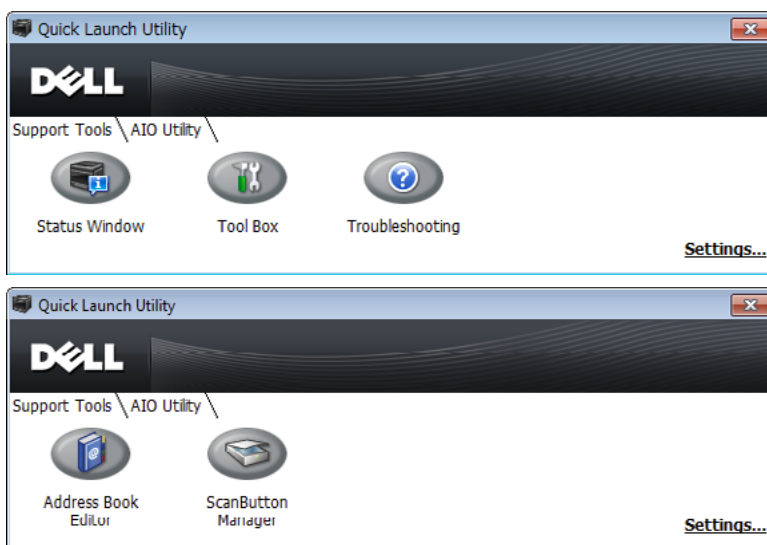 Quick Launch Utility
DELL
Support Tools AIO Utility
Status Window Tool Box Troubleshooting
Settings...
Quick Launch Utility
DELL
Support Tools AIO Utility
Address Book ScanButton
Editor Manager
Settings...